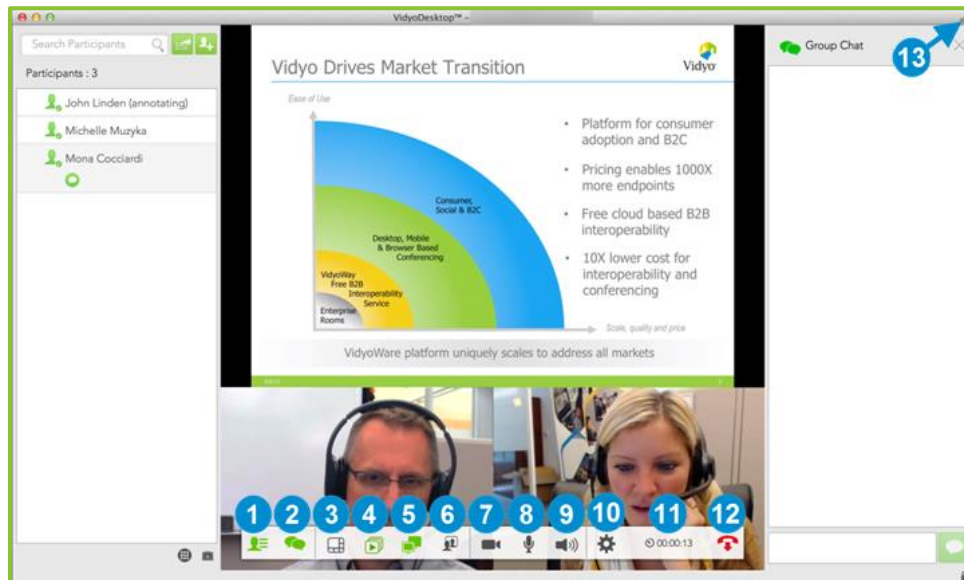 VidyoDesktop™ -
Search Participants
Participants : 3
John Linden (annotating)
Michelle Muzyka
Mona Cocciardi
Vidyo Drives Market Transition
Vidyo
Ease of Use
Consumer,
Social & B2C
Desktop, Mobile
& Browser Based
Conferencing
VidyoWay
Free B2B
Interoperability
Service
Enterprise
Rooms
Scale, quality and price
• Platform for consumer
adoption and B2C
• Pricing enables 1000X
more endpoints
• Free cloud based B2B
interoperability
• 10X lower cost for
interoperability and
conferencing
VidyoWare platform uniquely scales to address all markets
Group Chat
13
1 2 3 4 5 6 7 8 9 10 11 12
00:00:13